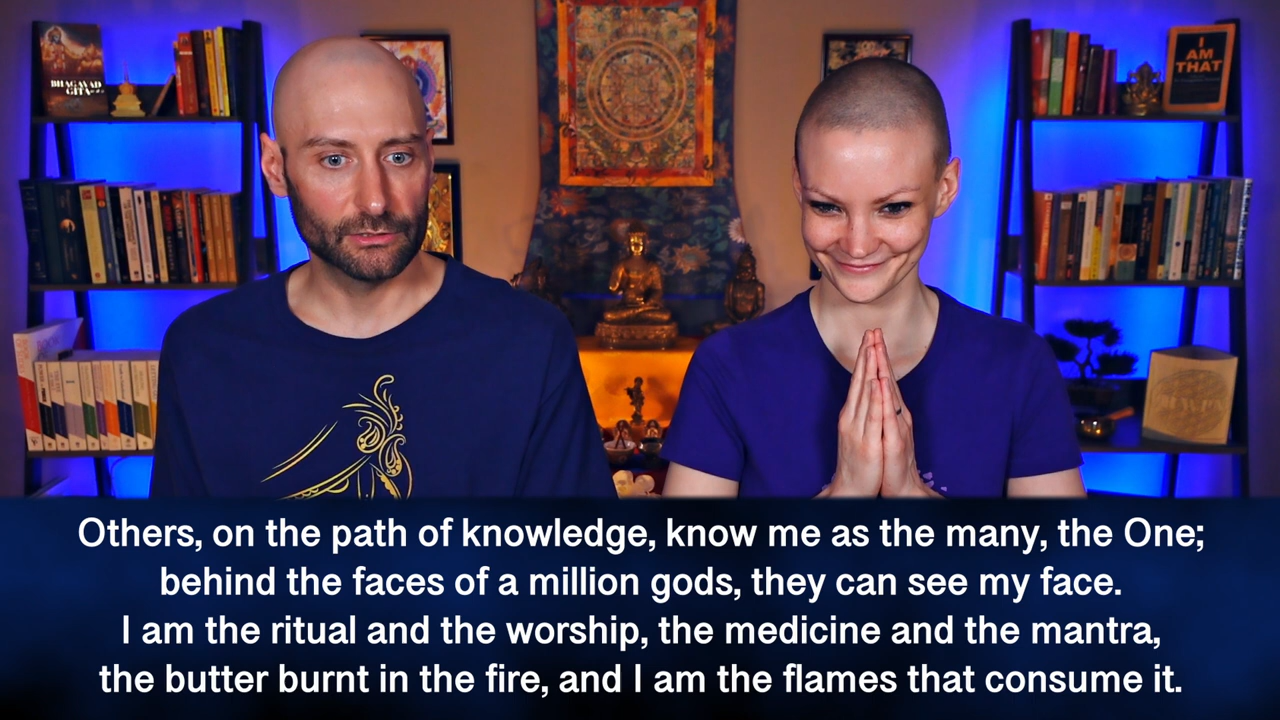 BHAGAVAD
GITA
I
AM
THAT
Others, on the path of knowledge, know me as the many, the One;
behind the faces of a million gods, they can see my face.
I am the ritual and the worship, the medicine and the mantra,
the butter burnt in the fire, and I am the flames that consume it.